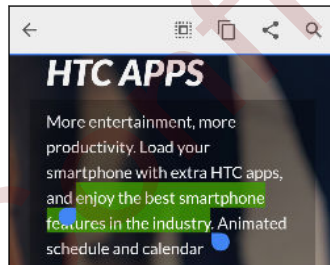 HTC APPS
More entertainment, more
productivity. Load your
smartphone with extra HTC apps,
and enjoy the best smartphone
features in the industry. Animated
schedule and calendar